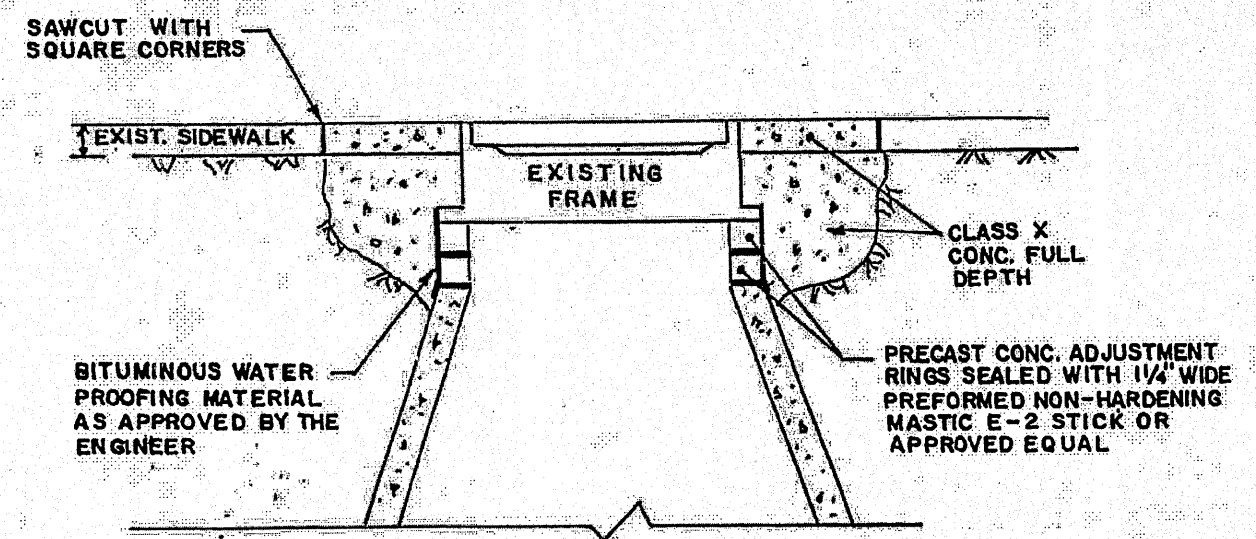 SAWCUT WITH
SQUARE CORNERS
EXIST. SIDEWALK
EXISTING
FRAME
CLASS X
CONC. FULL
DEPTH
BITUMINOUS WATER
PROOFING MATERIAL
AS APPROVED BY THE
ENGINEER
PRECAST CONC. ADJUSTMENT
RINGS SEALED WITH 1¼" WIDE
PREFORMED NON-HARDENING
MASTIC E-2 STICK OR
APPROVED EQUAL